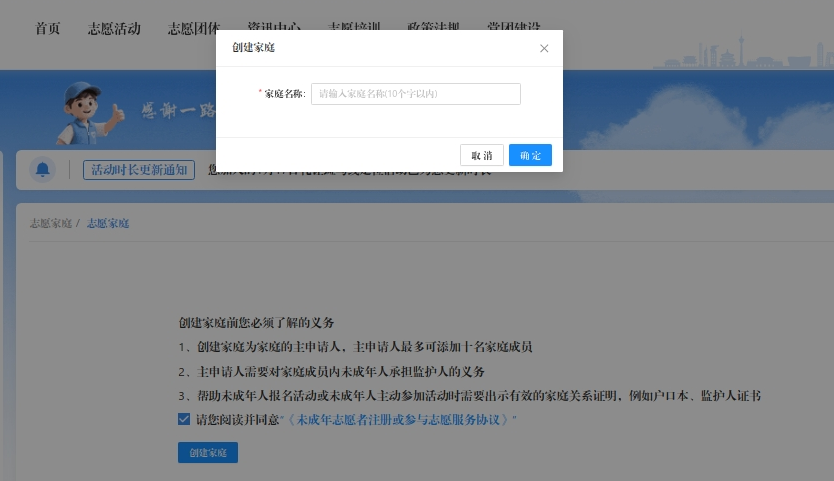 首页 志愿活动 志愿团体 资讯中心 志愿培训 政策法规 党团建设
创建家庭
* 家庭名称: 请输入家庭名称(10个字以内)
取 消 确 定
感谢一路
活动时长更新通知
志愿家庭 / 志愿家庭
创建家庭前您必须了解的义务
1、创建家庭为家庭的主申请人，主申请人最多可添加十名家庭成员
2、主申请人需要对家庭成员内未成年人承担监护人的义务
3、帮助未成年人报名活动或未成年人主动参加活动时需要出示有效的家庭关系证明，例如户口本、监护人证书
请您阅读并同意“《未成年志愿者注册或参与志愿服务协议》”
创建家庭